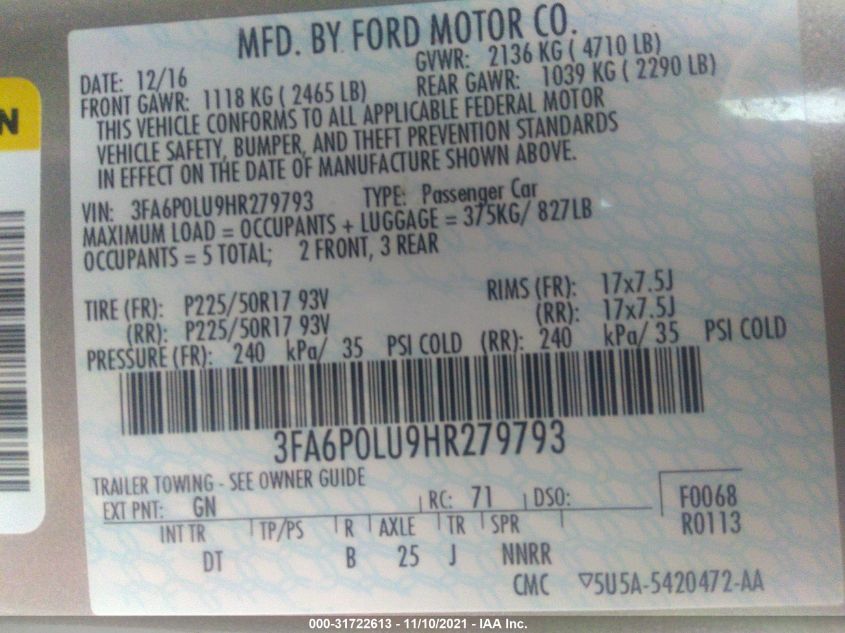 MFD. BY FORD MOTOR CO.
DATE: 12/16 GVWR: 2136 KG ( 4710 LB)
FRONT GAWR: 1118 KG ( 2465 LB) REAR GAWR: 1039 KG ( 2290 LB)
THIS VEHICLE CONFORMS TO ALL APPLICABLE FEDERAL MOTOR
VEHICLE SAFETY, BUMPER, AND THEFT PREVENTION STANDARDS
IN EFFECT ON THE DATE OF MANUFACTURE SHOWN ABOVE.
VIN: 3FA6P0LU9HR279793 TYPE: Passenger Car
MAXIMUM LOAD = OCCUPANTS + LUGGAGE = 375KG/ 827LB
OCCUPANTS = 5 TOTAL; 2 FRONT, 3 REAR
TIRE (FR): P225/50R17 93V RIMS (FR): 17x7.5J
(RR): P225/50R17 93V (RR): 17x7.5J
PRESSURE (FR): 240 kPa/ 35 PSI COLD (RR): 240 kPa/ 35 PSI COLD
3FA6P0LU9HR279793
TRAILER TOWING - SEE OWNER GUIDE
EXT PNT: GN RC: 71 DSO: F0068
R0113
INT TR TP/PS R AXLE TR SPR
DT B 25 J NNRR
CMC ▽5U5A-5420472-AA
N
000-31722613 - 11/10/2021 - IAA Inc.